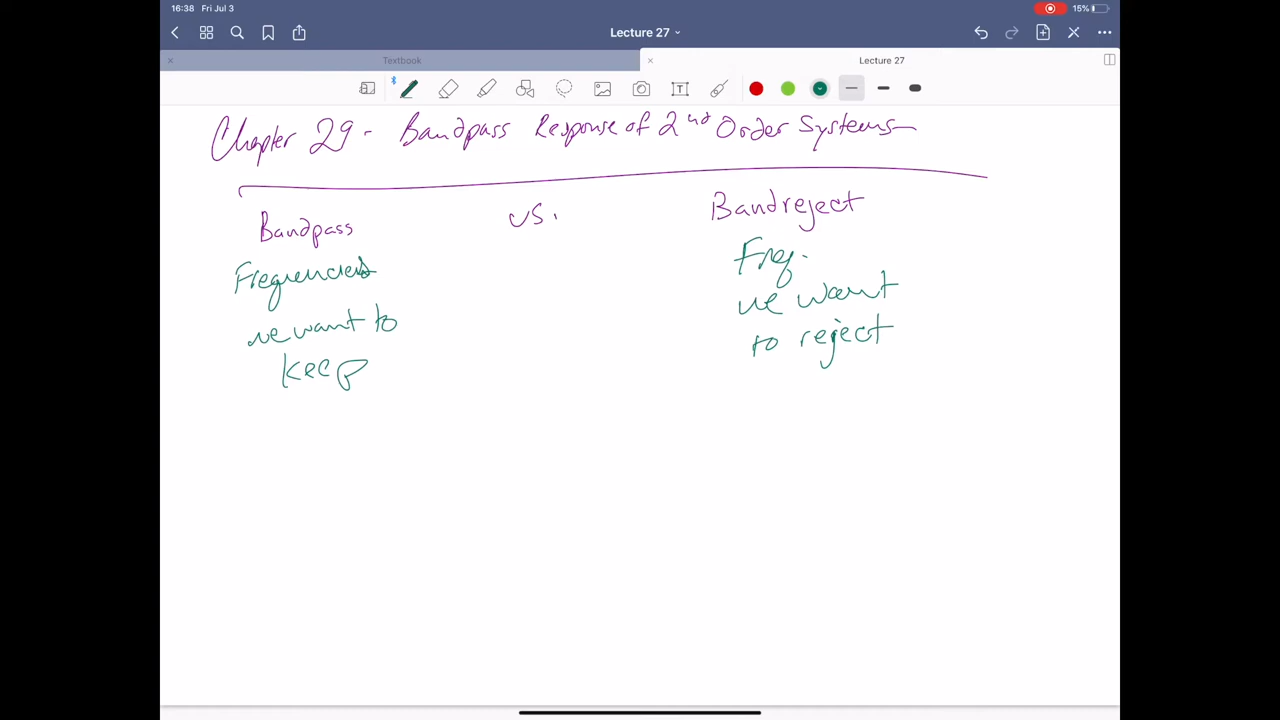 16:38 Fri Jul 3
15%
Lecture 27
Textbook
Lecture 27
T
Chapter 29 - Bandpass Response of 2nd Order Systems
Bandpass vs. Bandreject
Frequencies
we want to
keep
Freq.
we want
to reject